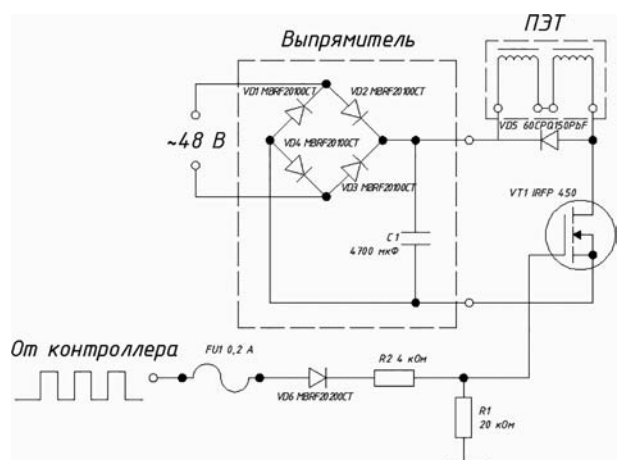 ПЭТ
Выпрямитель
VD1 MBRF20100CT
VD2 MBRF20100CT
VD5 60CPQ150PbF
~48 В
VD4 MBRF20100CT
VD3 MBRF20100CT
VT1 IRFP 450
C1
4700 мкФ
От контроллера
FU1 0,2 А
R2 4 кОм
VD6 MBRF20200CT
R1
20 кОм